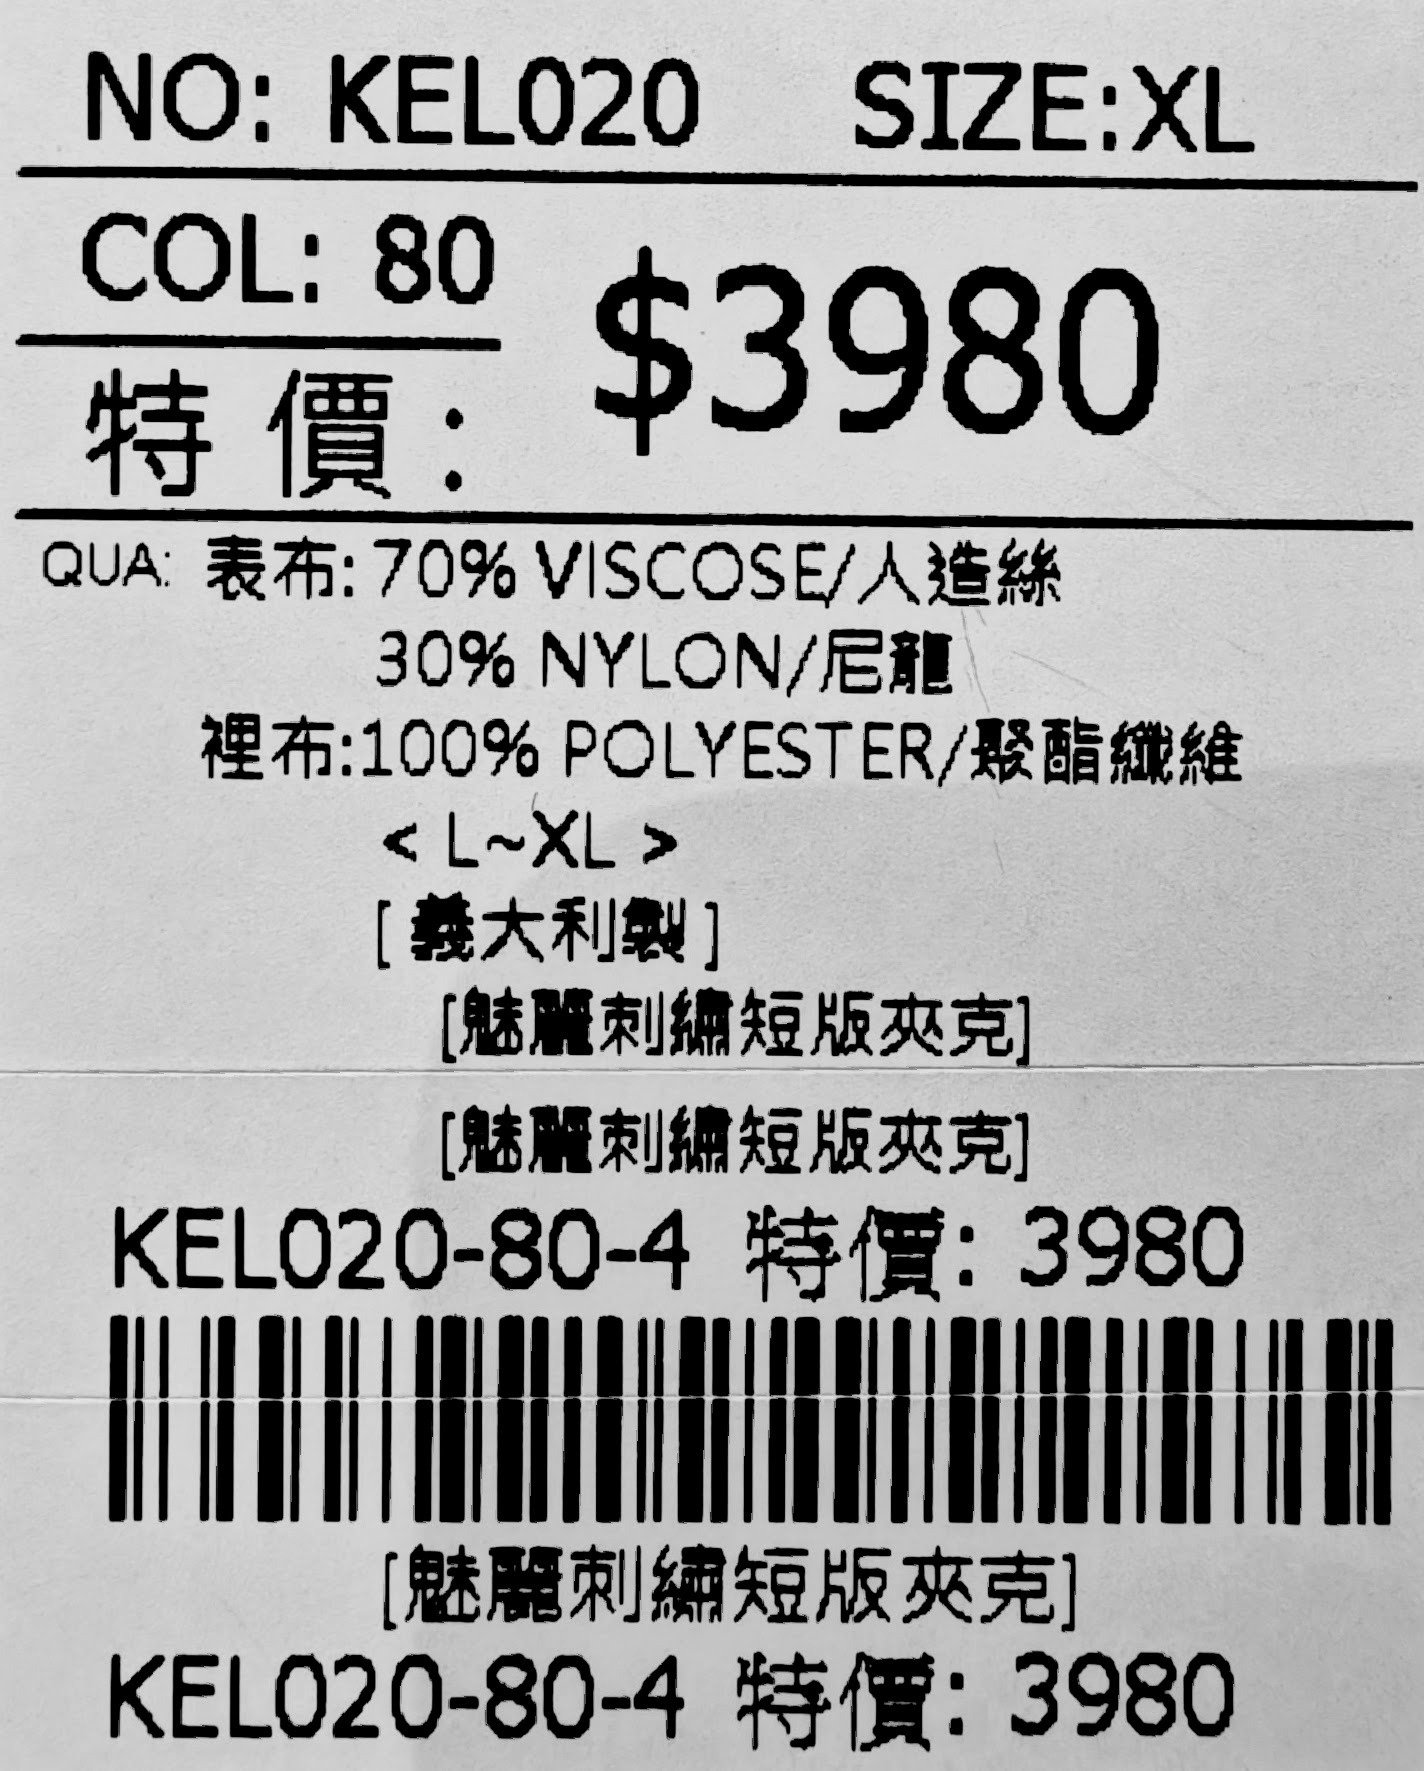 NO: KEL020 SIZE:XL
COL: 80
$3980
特價:
QUA: 表布: 70% VISCOSE/人造絲
30% NYLON/尼龍
裡布:100% POLYESTER/聚酯纖維
< L~XL >
[ 義大利製 ]
[魅麗刺繡短版夾克]
[魅麗刺繡短版夾克]
KEL020-80-4 特價: 3980
[魅麗刺繡短版夾克]
KEL020-80-4 特價: 3980